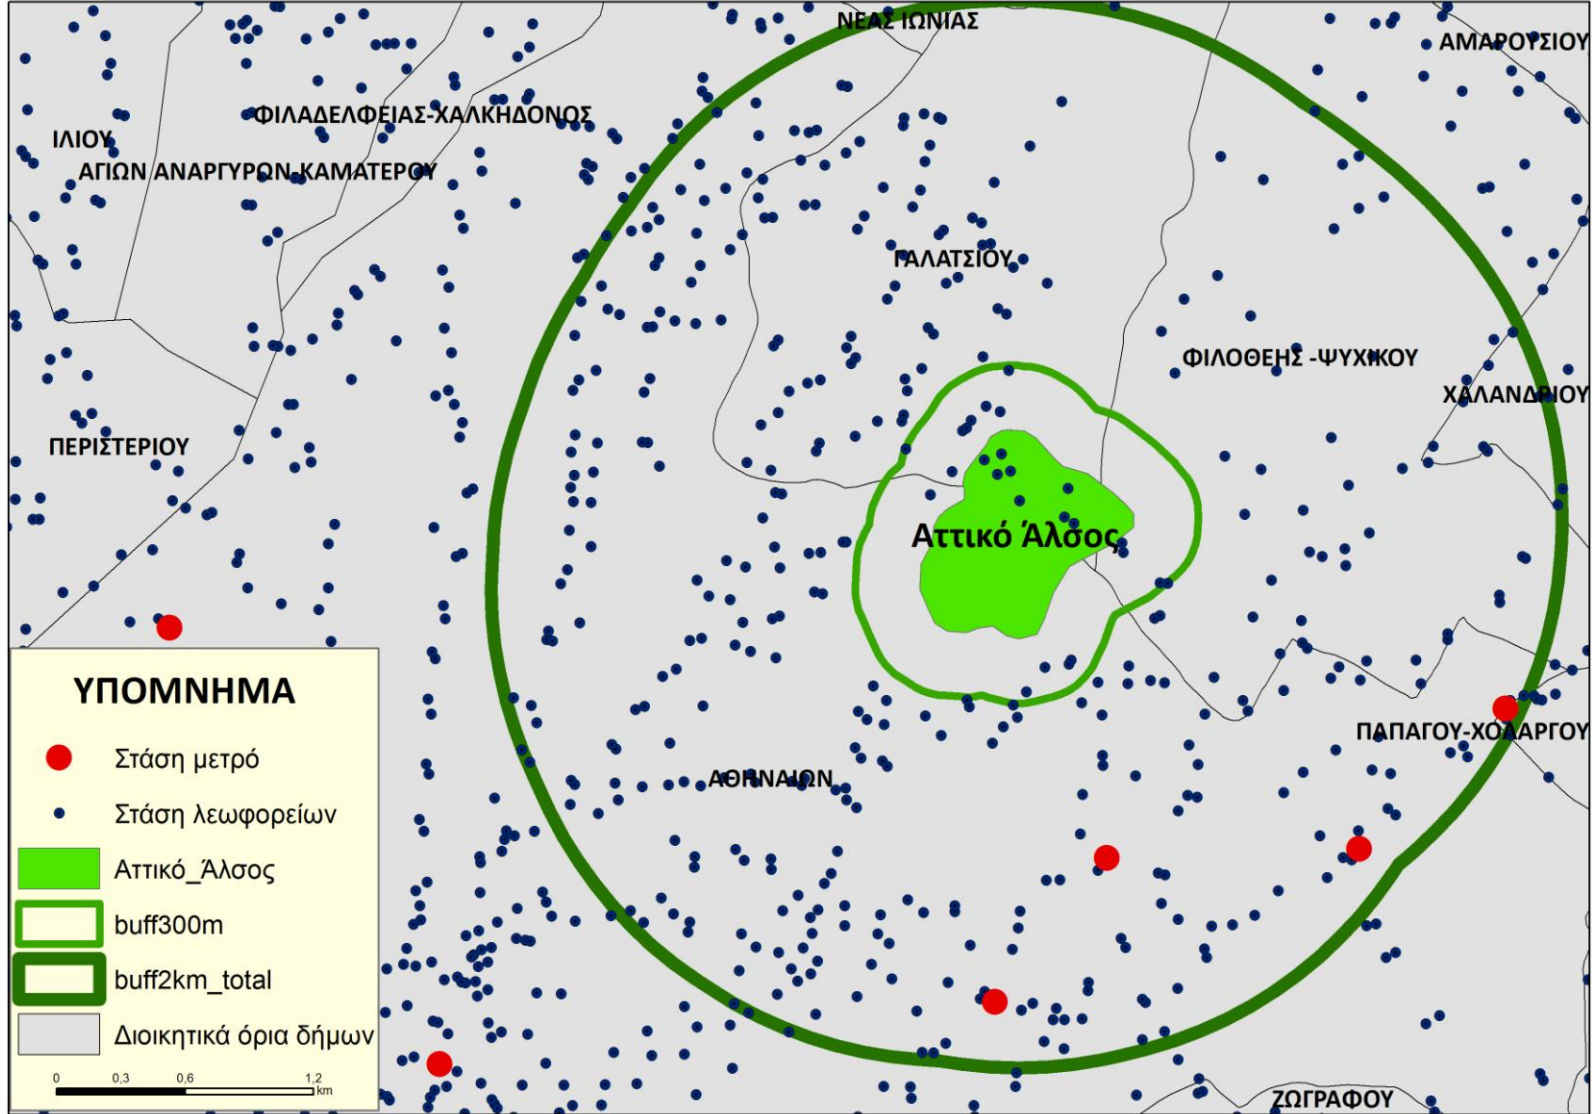 ΝΕΑΣ ΙΩΝΙΑΣ
ΑΜΑΡΟΥΣΙΟΥ
ΦΙΛΑΔΕΛΦΕΙΑΣ-ΧΑΛΚΗΔΟΝΟΣ
ΙΛΙΟΥ
ΑΓΙΩΝ ΑΝΑΡΓΥΡΩΝ-ΚΑΜΑΤΕΡΟΥ
ΓΑΛΑΤΣΙΟΥ
ΦΙΛΟΘΕΗΣ -ΨΥΧΙΚΟΥ
ΧΑΛΑΝΔΡΙΟΥ
ΠΕΡΙΣΤΕΡΙΟΥ
Αττικό Άλσος
ΠΑΠΑΓΟΥ-ΧΟΛΑΡΓΟΥ
ΑΘΗΝΑΙΩΝ
ΖΩΓΡΑΦΟΥ
ΥΠΟΜΝΗΜΑ
Στάση μετρό
Στάση λεωφορείων
Αττικό_Άλσος
buff300m
buff2km_total
Διοικητικά όρια δήμων
0 0,3 0,6 1,2
km